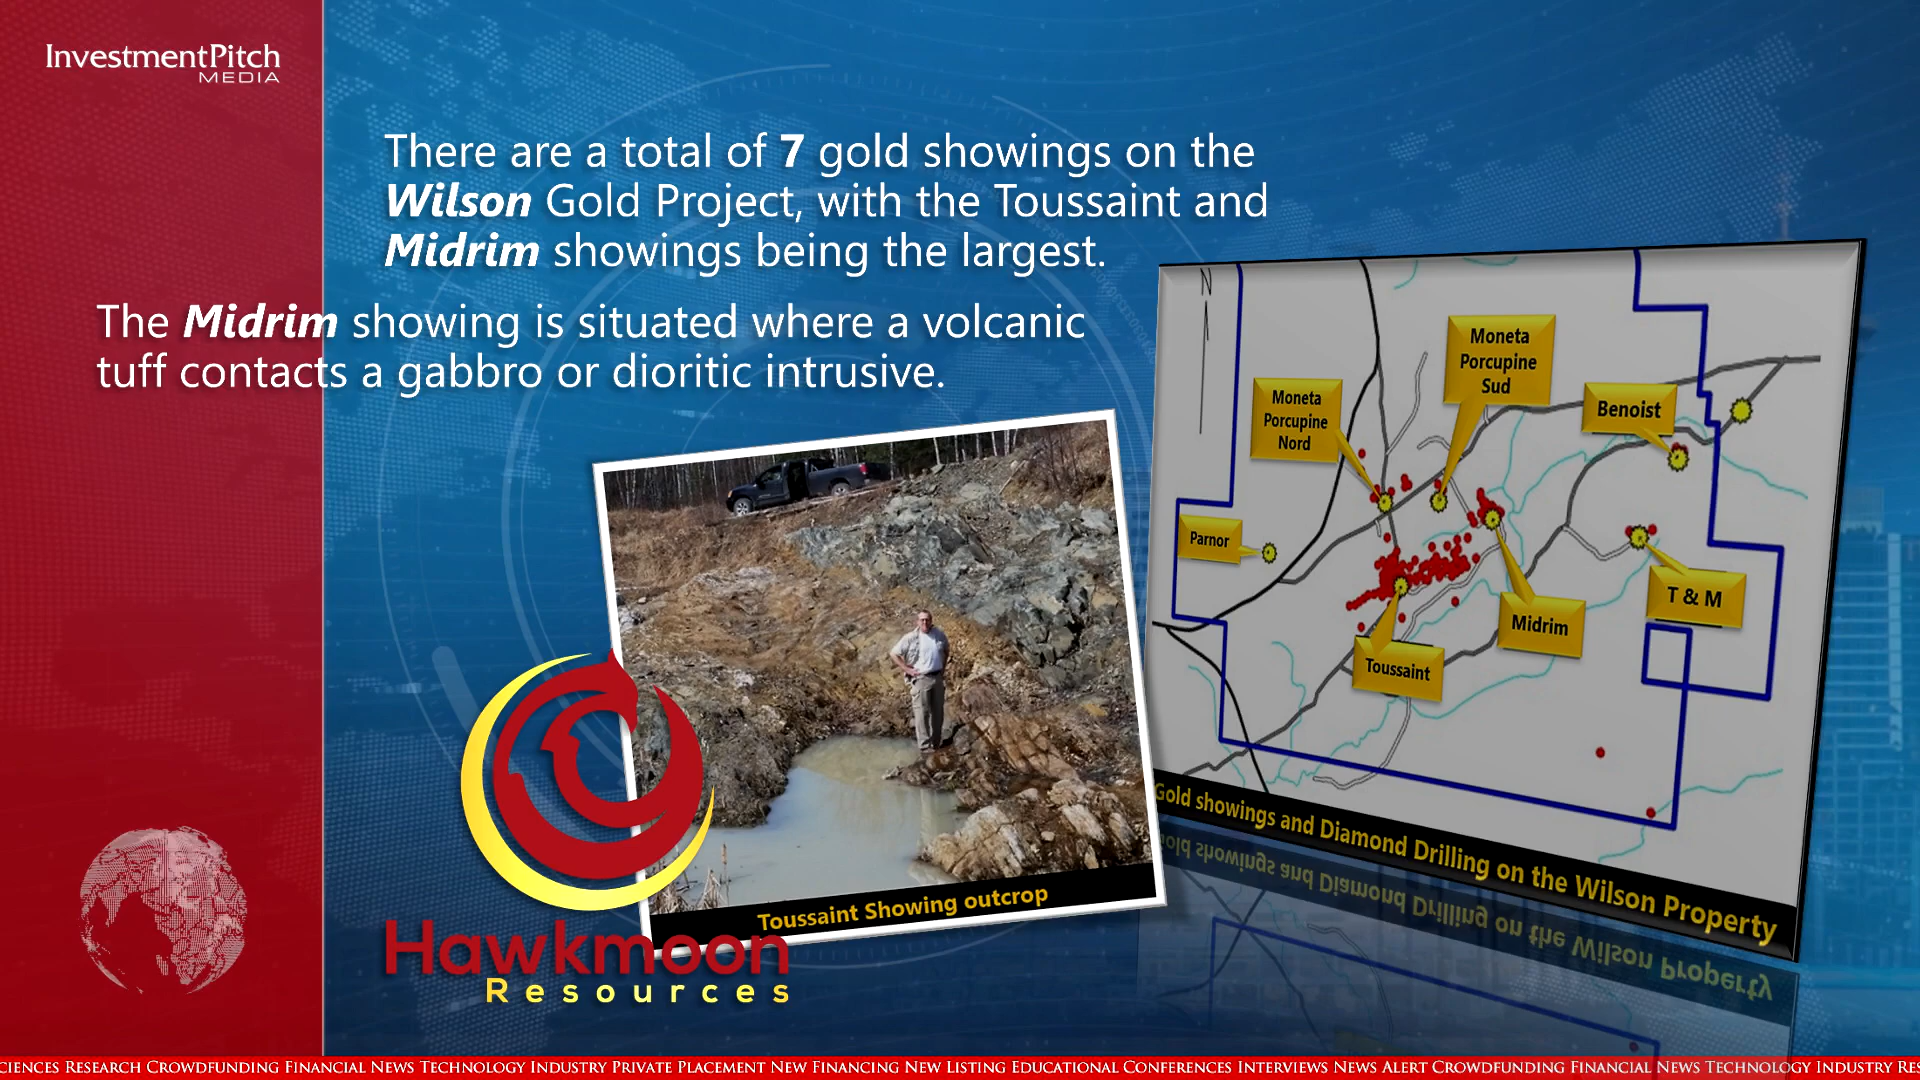 InvestmentPitch
MEDIA
There are a total of 7 gold showings on the
Wilson Gold Project, with the Toussaint and
Midrim showings being the largest.
The Midrim showing is situated where a volcanic
tuff contacts a gabbro or dioritic intrusive.
N
Moneta
Porcupine
Sud
Moneta
Porcupine
Nord
Benoist
Parnor
T & M
Midrim
Toussaint
Gold showings and Diamond Drilling on the Wilson Property
Toussaint Showing outcrop
Hawkmoon
Resources
CIENCES RESEARCH CROWDFUNDING FINANCIAL NEWS TECHNOLOGY INDUSTRY PRIVATE PLACEMENT NEW FINANCING NEW LISTING EDUCATIONAL CONFERENCES INTERVIEWS NEWS ALERT CROWDFUNDING FINANCIAL NEWS TECHNOLOGY INDUSTRY RES